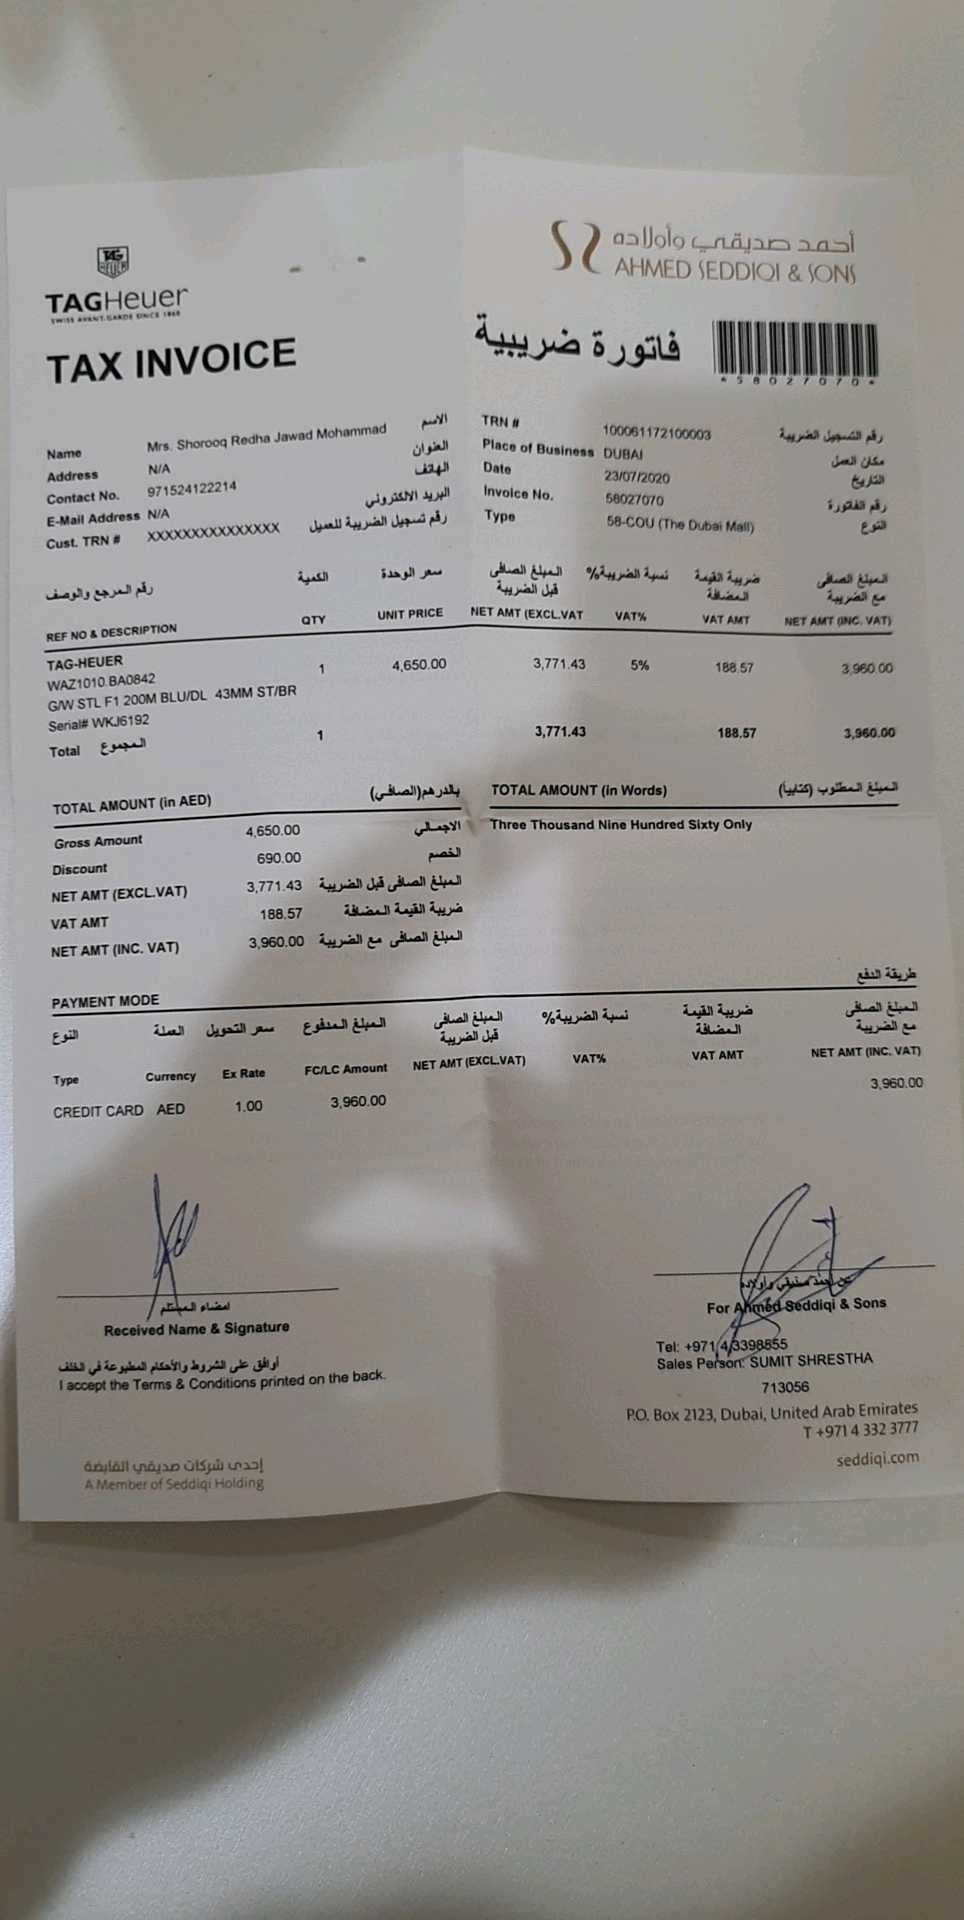 TAG
HEUER
TAGHeuer
SWISS AVANT-GARDE SINCE 1860
أحمد صديقي وأولاده
AHMED SEDDIQI & SONS
TAX INVOICE
فاتورة ضريبية
*58027070*
Name Mrs. Shorooq Redha Jawad Mohammad الاسم
Address N/A العنوان
Contact No. 971524122214 الهاتف
E-Mail Address N/A البريد الالكتروني
Cust. TRN # XXXXXXXXXXXXXXX رقم تسجيل الضريبة للعميل
TRN # 100061172100003 رقم التسجيل الضريبة
Place of Business DUBAI مكان العمل
Date 23/07/2020 التاريخ
Invoice No. 58027070 رقم الفاتورة
Type 58-COU (The Dubai Mall) النوع
رقم المرجع والوصف الكمية سعر الوحدة المبلغ الصافى قبل الضريبة نسبة الضريبة% ضريبة القيمة المضافة المبلغ الصافى مع الضريبة
REF NO & DESCRIPTION QTY UNIT PRICE NET AMT (EXCL.VAT VAT% VAT AMT NET AMT (INC. VAT)
TAG-HEUER 1 4,650.00 3,771.43 5% 188.57 3,960.00
WAZ1010.BA0842
G/W STL F1 200M BLU/DL 43MM ST/BR
Serial# WKJ6192
Total المجموع 1 3,771.43 188.57 3,960.00
TOTAL AMOUNT (in AED) بالدرهم(الصافي)
Gross Amount 4,650.00 الاجمالي
Discount 690.00 الخصم
NET AMT (EXCL.VAT) 3,771.43 المبلغ الصافى قبل الضريبة
VAT AMT 188.57 ضريبة القيمة المضافة
NET AMT (INC. VAT) 3,960.00 المبلغ الصافى مع الضريبة
TOTAL AMOUNT (in Words) المبلغ المطلوب (كتابياً)
Three Thousand Nine Hundred Sixty Only
PAYMENT MODE طريقة الدفع
النوع العملة سعر التحويل المبلغ المدفوع المبلغ الصافى قبل الضريبة نسبة الضريبة% ضريبة القيمة المضافة المبلغ الصافى مع الضريبة
Type Currency Ex Rate FC/LC Amount NET AMT (EXCL.VAT) VAT% VAT AMT NET AMT (INC. VAT)
CREDIT CARD AED 1.00 3,960.00 3,960.00
امضاء المستلم
Received Name & Signature
أوافق على الشروط والأحكام المطبوعة في الخلف
I accept the Terms & Conditions printed on the back.
عن أحمد صديقي وأولاده
For Ahmed Seddiqi & Sons
Tel: +971 4 3398555
Sales Person: SUMIT SHRESTHA
713056
P.O. Box 2123, Dubai, United Arab Emirates
T +971 4 332 3777
seddiqi.com
إحدى شركات صديقي القابضة
A Member of Seddiqi Holding